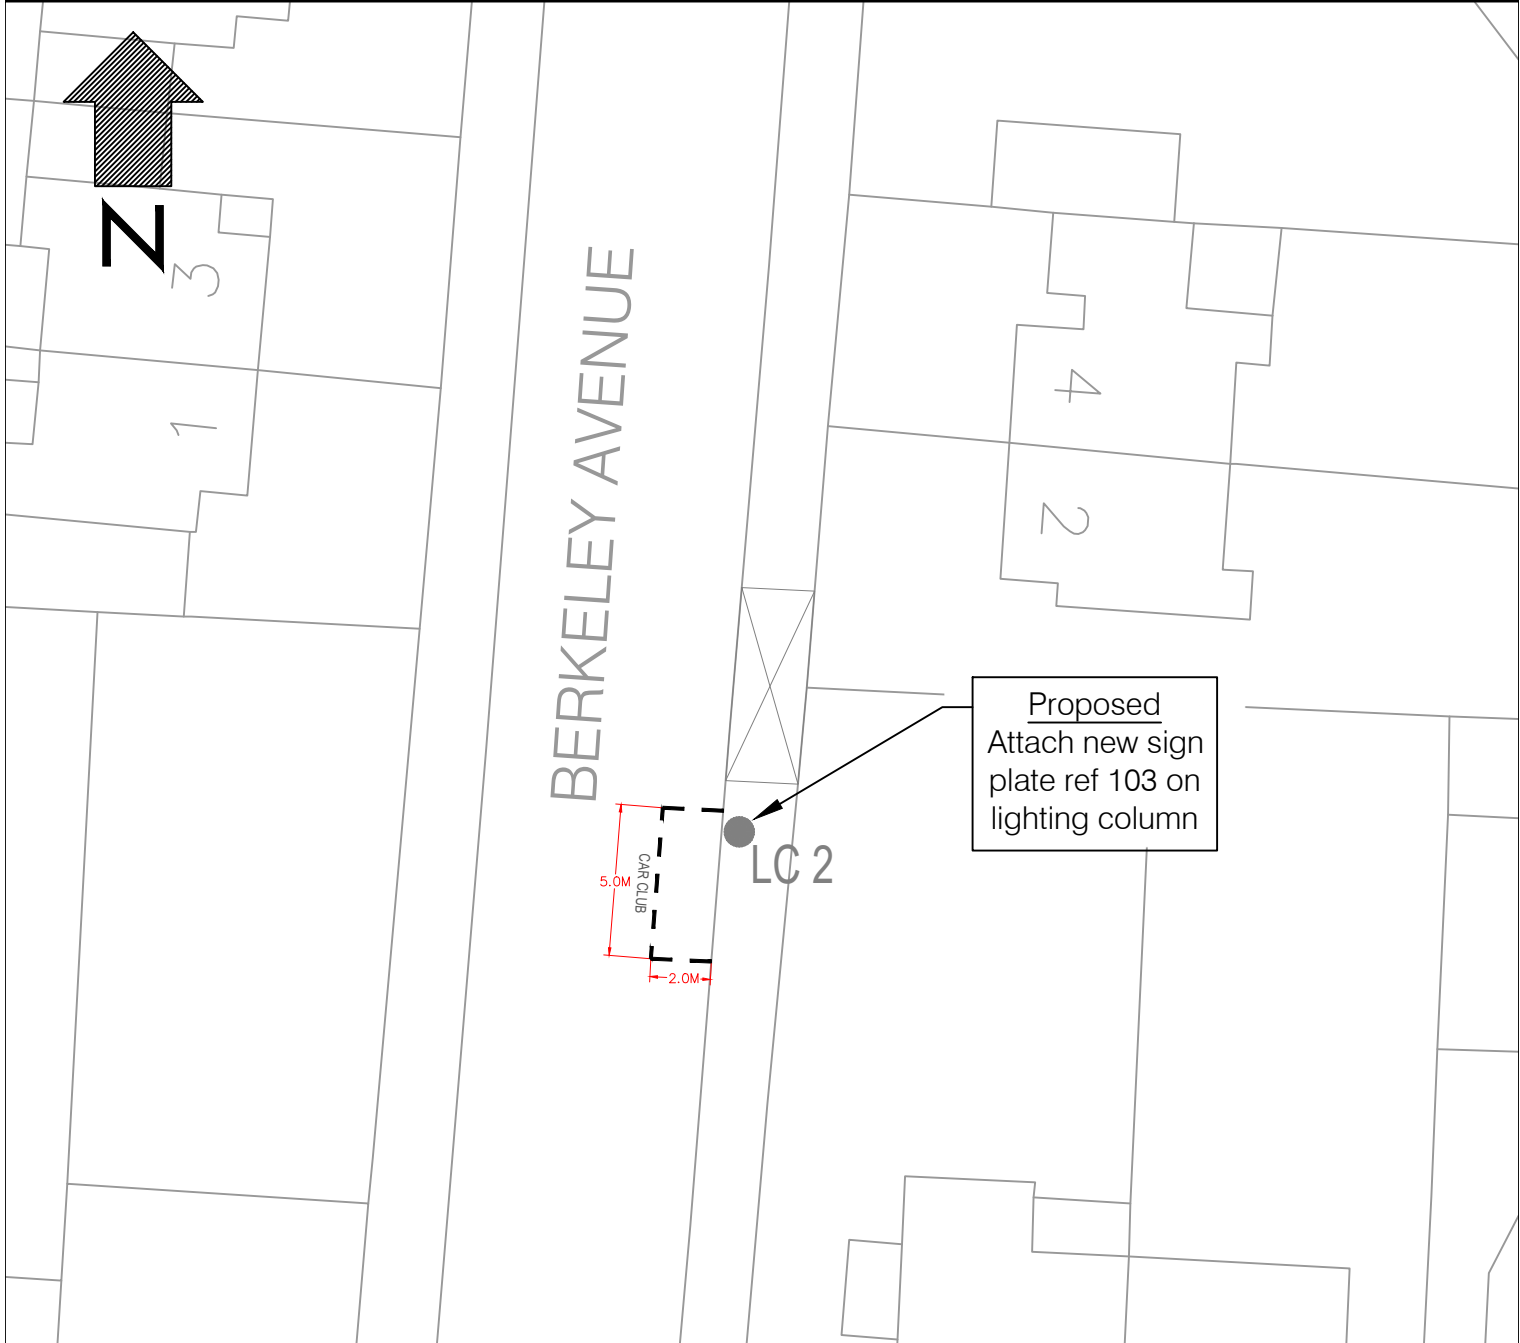 N
3
1
BERKELEY AVENUE
4
2
Proposed
Attach new sign
plate ref 103 on
lighting column
LC 2
CAR CLUB
5.0M
2.0M